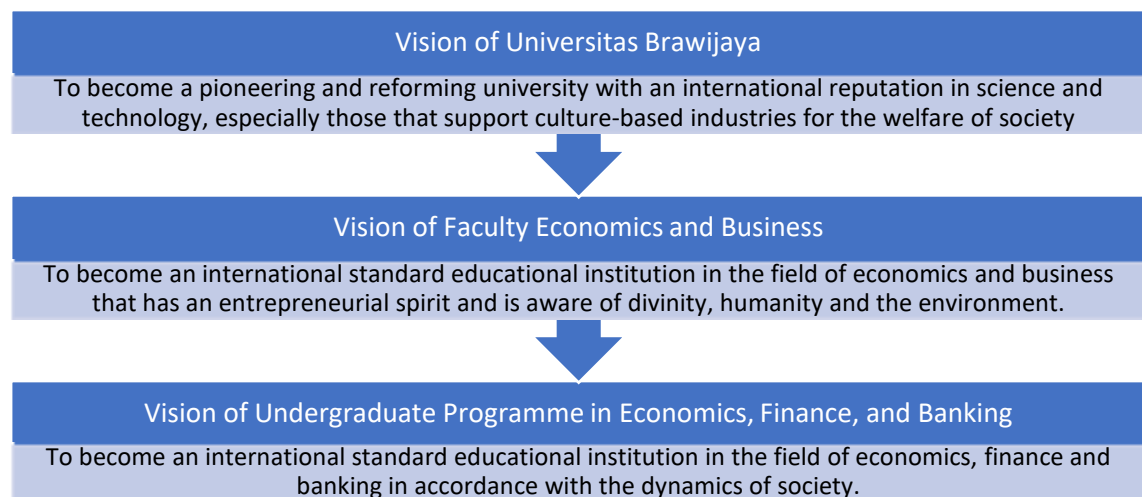 Vision of Universitas Brawijaya
To become a pioneering and reforming university with an international reputation in science and
technology, especially those that support culture-based industries for the welfare of society
Vision of Faculty Economics and Business
To become an international standard educational institution in the field of economics and business
that has an entrepreneurial spirit and is aware of divinity, humanity and the environment.
Vision of Undergraduate Programme in Economics, Finance, and Banking
To become an international standard educational institution in the field of economics, finance and
banking in accordance with the dynamics of society.